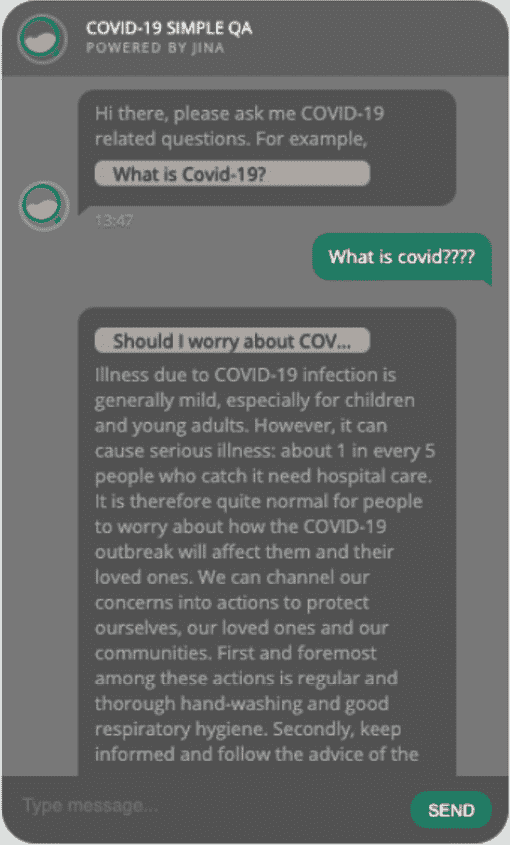 COVID-19 SIMPLE QA
POWERED BY JINA
Hi there, please ask me COVID-19
related questions. For example,
What is Covid-19?
13:47
What is covid????
Should I worry about COV...
Illness due to COVID-19 infection is
generally mild, especially for children
and young adults. However, it can
cause serious illness: about 1 in every 5
people who catch it need hospital care.
It is therefore quite normal for people
to worry about how the COVID-19
outbreak will affect them and their
loved ones. We can channel our
concerns into actions to protect
ourselves, our loved ones and our
communities. First and foremost
among these actions is regular and
thorough hand-washing and good
respiratory hygiene. Secondly, keep
informed and follow the advice of the
Type message...
SEND